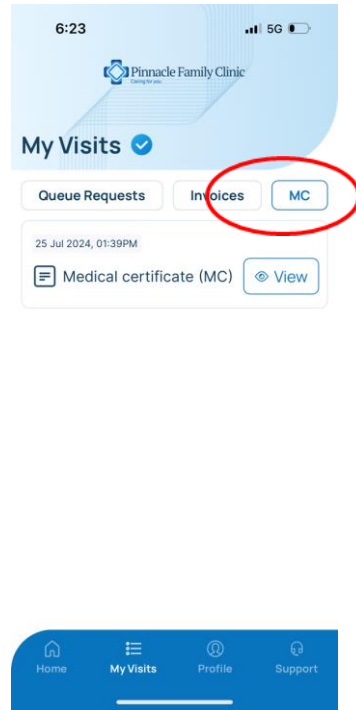 6:23
5G
Pinnacle Family Clinic
Caring for you
My Visits
Queue Requests Invoices MC
25 Jul 2024, 01:39PM
Medical certificate (MC) View
Home My Visits Profile Support